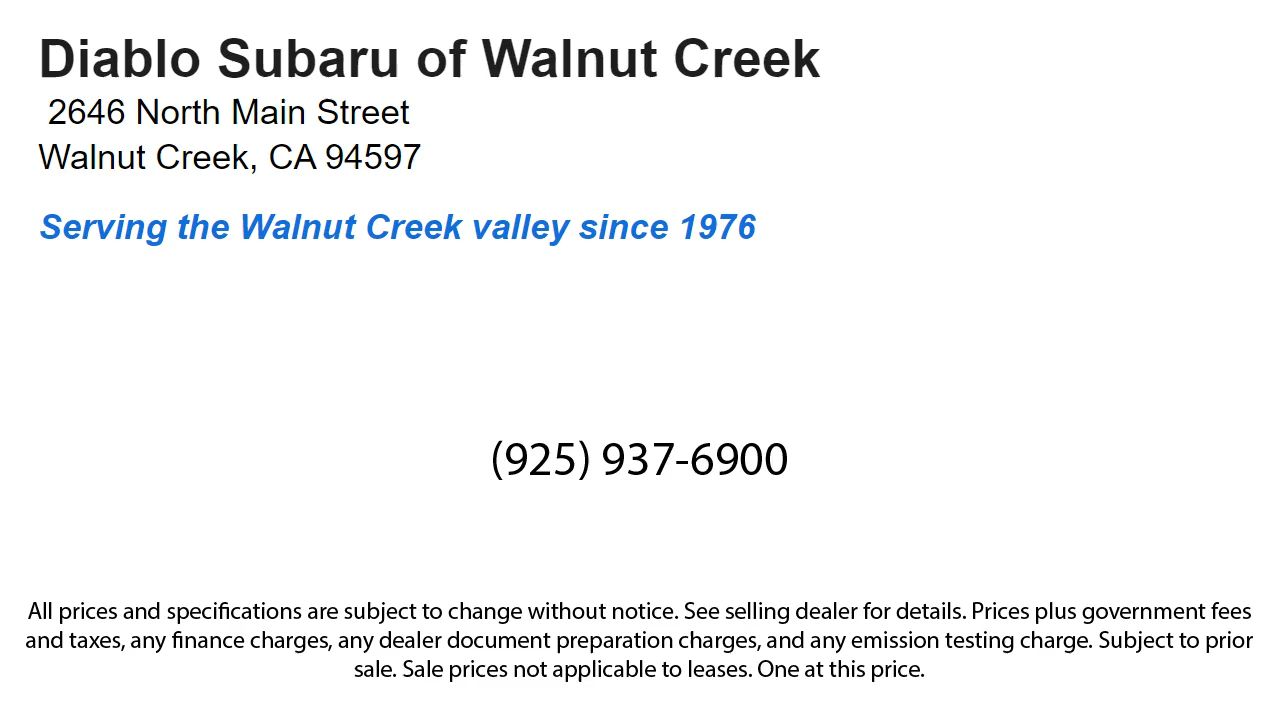 Diablo Subaru of Walnut Creek
2646 North Main Street
Walnut Creek, CA 94597
Serving the Walnut Creek valley since 1976
(925) 937-6900
All prices and specifications are subject to change without notice. See selling dealer for details. Prices plus government fees
and taxes, any finance charges, any dealer document preparation charges, and any emission testing charge. Subject to prior
sale. Sale prices not applicable to leases. One at this price.